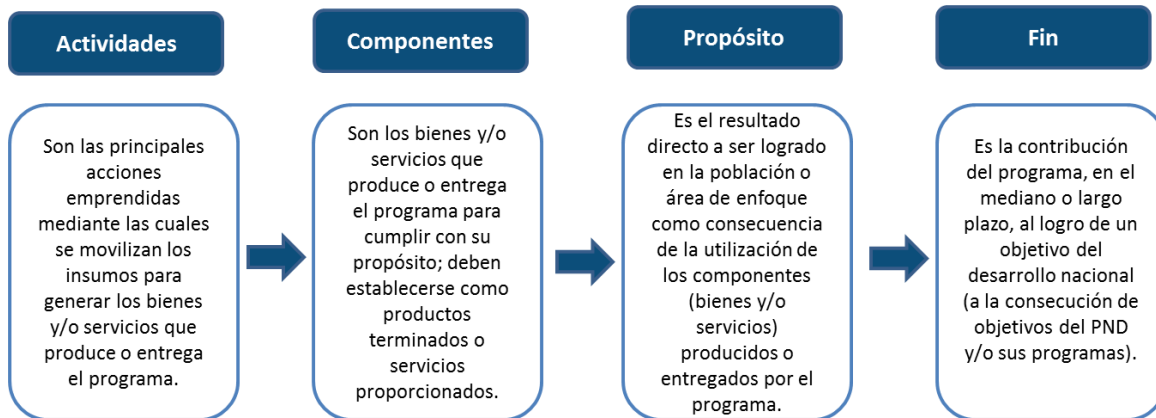 Actividades
Son las principales
acciones
emprendidas
mediante las cuales
se movilizan los
insumos para
generar los bienes
y/o servicios que
produce o entrega
el programa.
Componentes
Son los bienes y/o
servicios que
produce o entrega
el programa para
cumplir con su
propósito; deben
establecerse como
productos
terminados o
servicios
proporcionados.
Propósito
Es el resultado
directo a ser logrado
en la población o
área de enfoque
como consecuencia
de la utilización de
los componentes
(bienes y/o
servicios)
producidos o
entregados por el
programa.
Fin
Es la contribución
del programa, en el
mediano o largo
plazo, al logro de un
objetivo del
desarrollo nacional
(a la consecución de
objetivos del PND
y/o sus programas).